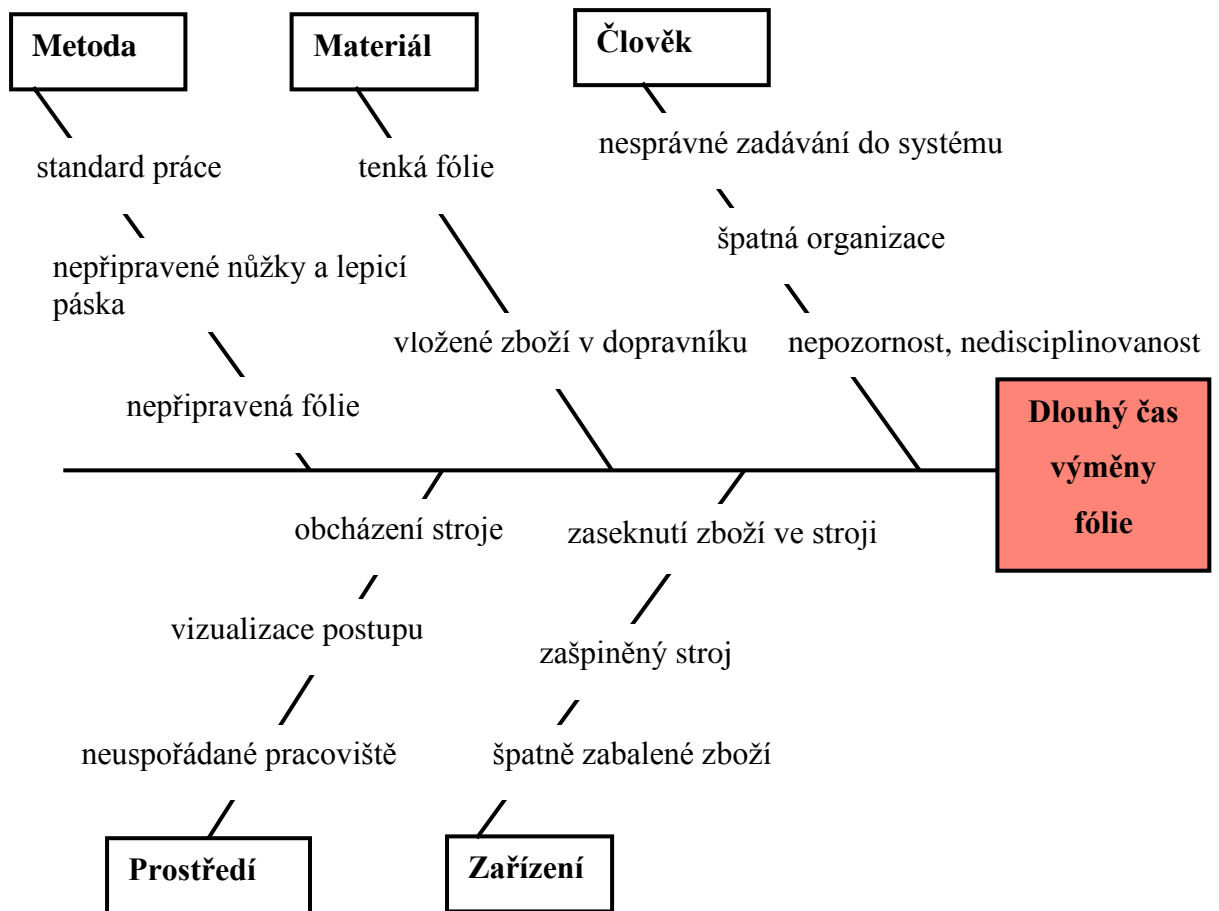 Metoda
Materiál
Člověk
standard práce
tenká fólie
nesprávné zadávání do systému
špatná organizace
nepřipravené nůžky a lepicí
páska
vložené zboží v dopravníku
nepozornost, nedisciplinovanost
nepřipravená fólie
Dlouhý čas
výměny
fólie
obcházení stroje
zaseknutí zboží ve stroji
vizualizace postupu
zašpiněný stroj
neuspořádané pracoviště
špatně zabalené zboží
Prostředí
Zařízení